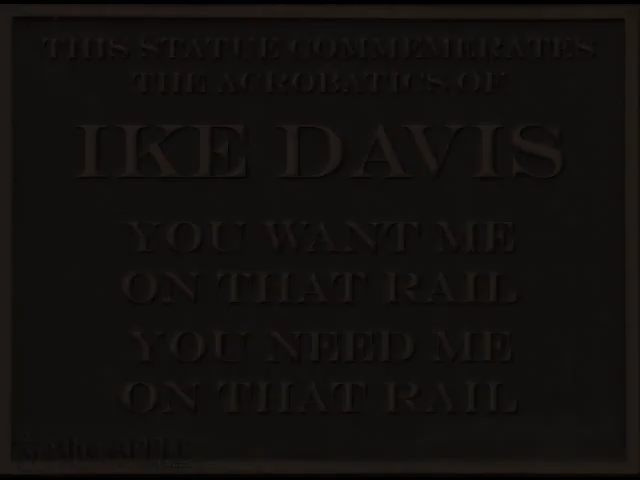 THIS STATUE COMMEMERATES
THE ACROBATICS OF
IKE DAVIS
YOU WANT ME
ON THAT RAIL
YOU NEED ME
ON THAT RAIL